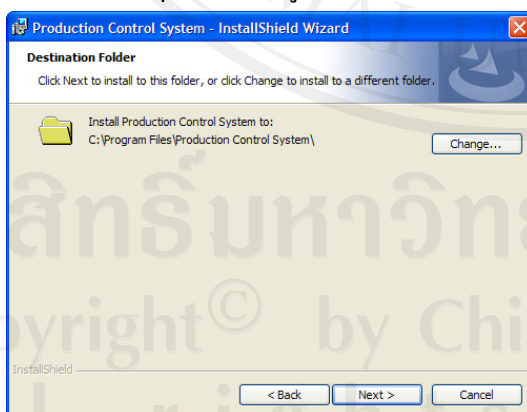 Production Control System - InstallShield Wizard
Destination Folder
Click Next to install to this folder, or click Change to install to a different folder.
Install Production Control System to:
C:\Program Files\Production Control System\
Change...
InstallShield
< Back
Next >
Cancel